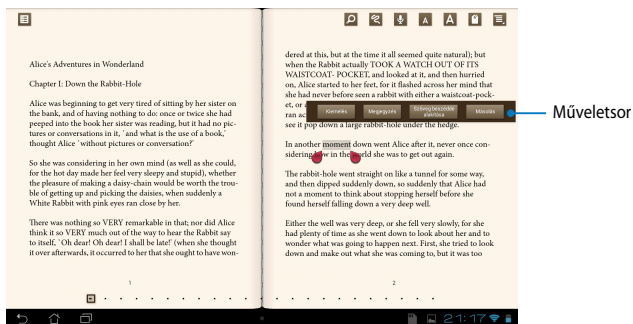 A A
Alice's Adventures in Wonderland
Chapter I: Down the Rabbit-Hole
Alice was beginning to get very tired of sitting by her sister on
the bank, and of having nothing to do: once or twice she had
peeped into the book her sister was reading, but it had no pic-
tures or conversations in it, `and what is the use of a book,'
thought Alice `without pictures or conversation?'
So she was considering in her own mind (as well as she could,
for the hot day made her feel very sleepy and stupid), whether
the pleasure of making a daisy-chain would be worth the trou-
ble of getting up and picking the daisies, when suddenly a
White Rabbit with pink eyes ran close by her.
There was nothing so VERY remarkable in that; nor did Alice
think it so VERY much out of the way to hear the Rabbit say
to itself, `Oh dear! Oh dear! I shall be late!' (when she thought
it over afterwards, it occurred to her that she ought to have won-
1
dered at this, but at the time it all seemed quite natural); but
when the Rabbit actually TOOK A WATCH OUT OF ITS
WAISTCOAT- POCKET, and looked at it, and then hurried
on, Alice started to her feet, for it flashed across her mind that
she had never before seen a rabbit with either a waistcoat-pock-
et, or a
ran ac
Kiemelés Megjegyzés Szöveg beszéddé alakítása Másolás
Műveletsor
see it pop down a large rabbit-hole under the hedge.
In another moment down went Alice after it, never once con-
sidering how in the world she was to get out again.
The rabbit-hole went straight on like a tunnel for some way,
and then dipped suddenly down, so suddenly that Alice had
not a moment to think about stopping herself before she
found herself falling down a very deep well.
Either the well was very deep, or she fell very slowly, for she
had plenty of time as she went down to look about her and to
wonder what was going to happen next. First, she tried to look
down and make out what she was coming to, but it was too
2
21:17